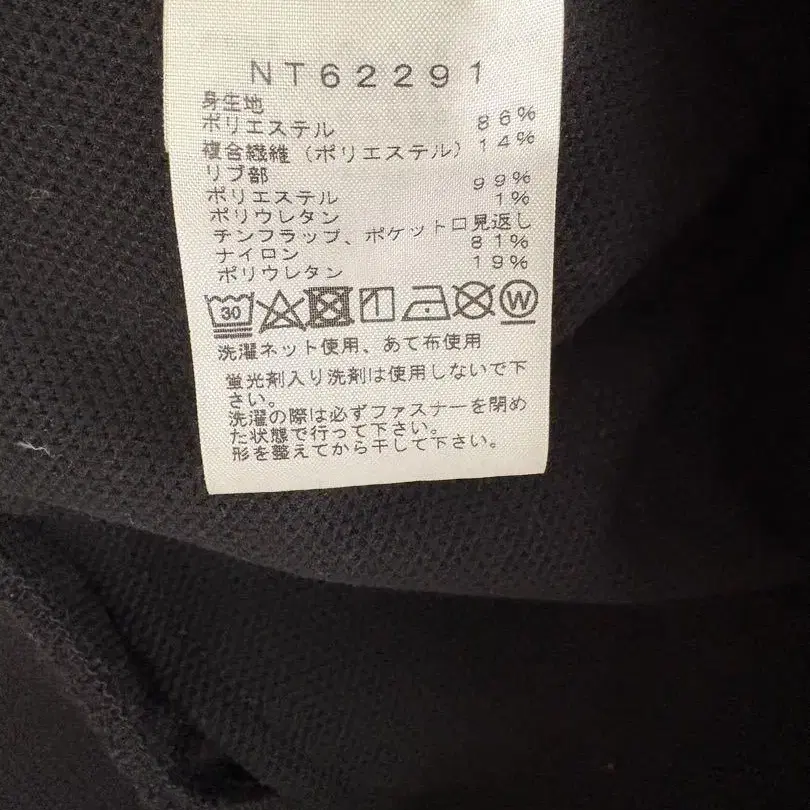 NT62291
身生地
ポリエステル 86%
複合繊維(ポリエステル) 14%
リブ部
ポリエステル 99%
ポリウレタン 1%
チンフラップ、ポケット口見返し
ナイロン 81%
ポリウレタン 19%
30 W
洗濯ネット使用、あて布使用
蛍光剤入り洗剤は使用しないで下
さい。
洗濯の際は必ずファスナーを閉め
た状態で行って下さい。
形を整えてから干して下さい。